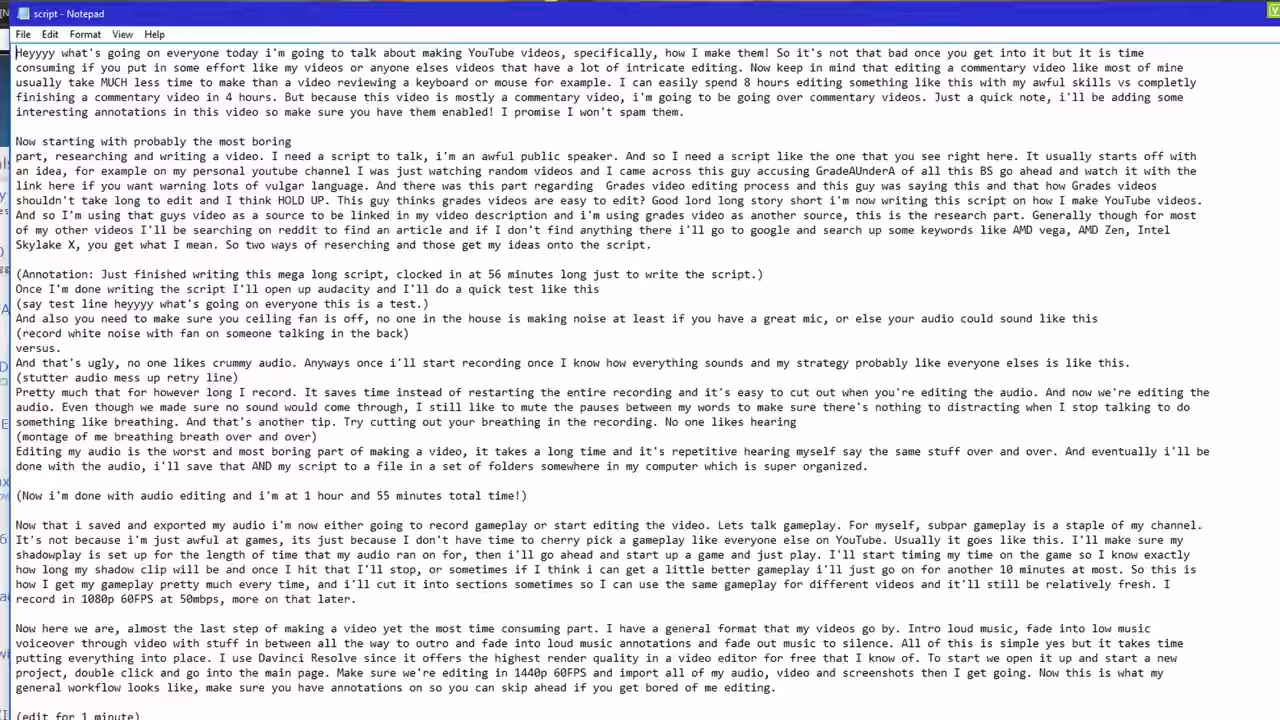 script - Notepad
File Edit Format View Help
Heyyyy what's going on everyone today i'm going to talk about making YouTube videos, specifically, how I make them! So it's not that bad once you get into it but it is time
consuming if you put in some effort like my videos or anyone elses videos that have a lot of intricate editing. Now keep in mind that editing a commentary video like most of mine
usually take MUCH less time to make than a video reviewing a keyboard or mouse for example. I can easily spend 8 hours editing something like this with my awful skills vs completly
finishing a commentary video in 4 hours. But because this video is mostly a commentary video, i'm going to be going over commentary videos. Just a quick note, i'll be adding some
interesting annotations in this video so make sure you have them enabled! I promise I won't spam them.
Now starting with probably the most boring
part, researching and writing a video. I need a script to talk, i'm an awful public speaker. And so I need a script like the one that you see right here. It usually starts off with
an idea, for example on my personal youtube channel I was just watching random videos and I came across this guy accusing GradeAUnderA of all this BS go ahead and watch it with the
link here if you want warning lots of vulgar language. And there was this part regarding  Grades video editing process and this guy was saying this and that how Grades videos
shouldn't take long to edit and I think HOLD UP. This guy thinks grades videos are easy to edit? Good lord long story short i'm now writing this script on how I make YouTube videos.
And so I'm using that guys video as a source to be linked in my video description and i'm using grades video as another source, this is the research part. Generally though for most
of my other videos I'll be searching on reddit to find an article and if I don't find anything there i'll go to google and search up some keywords like AMD vega, AMD Zen, Intel
Skylake X, you get what I mean. So two ways of reserching and those get my ideas onto the script.
(Annotation: Just finished writing this mega long script, clocked in at 56 minutes long just to write the script.)
Once I'm done writing the script I'll open up audacity and I'll do a quick test like this
(say test line heyyyy what's going on everyone this is a test.)
And also you need to make sure you ceiling fan is off, no one in the house is making noise at least if you have a great mic, or else your audio could sound like this
(record white noise with fan on someone talking in the back)
versus.
And that's ugly, no one likes crummy audio. Anyways once i'll start recording once I know how everything sounds and my strategy probably like everyone elses is like this.
(stutter audio mess up retry line)
Pretty much that for however long I record. It saves time instead of restarting the entire recording and it's easy to cut out when you're editing the audio. And now we're editing the
audio. Even though we made sure no sound would come through, I still like to mute the pauses between my words to make sure there's nothing to distracting when I stop talking to do
something like breathing. And that's another tip. Try cutting out your breathing in the recording. No one likes hearing
(montage of me breathing breath over and over)
Editing my audio is the worst and most boring part of making a video, it takes a long time and it's repetitive hearing myself say the same stuff over and over. And eventually i'll be
done with the audio, i'll save that AND my script to a file in a set of folders somewhere in my computer which is super organized.
(Now i'm done with audio editing and i'm at 1 hour and 55 minutes total time!)
Now that i saved and exported my audio i'm now either going to record gameplay or start editing the video. Lets talk gameplay. For myself, subpar gameplay is a staple of my channel.
It's not because i'm just awful at games, its just because I don't have time to cherry pick a gameplay like everyone else on YouTube. Usually it goes like this. I'll make sure my
shadowplay is set up for the length of time that my audio ran on for, then i'll go ahead and start up a game and just play. I'll start timing my time on the game so I know exactly
how long my shadow clip will be and once I hit that I'll stop, or sometimes if I think i can get a little better gameplay i'll just go on for another 10 minutes at most. So this is
how I get my gameplay pretty much every time, and i'll cut it into sections sometimes so I can use the same gameplay for different videos and it'll still be relatively fresh. I
record in 1080p 60FPS at 50mbps, more on that later.
Now here we are, almost the last step of making a video yet the most time consuming part. I have a general format that my videos go by. Intro loud music, fade into low music
voiceover through video with stuff in between all the way to outro and fade into loud music annotations and fade out music to silence. All of this is simple yes but it takes time
putting everything into place. I use Davinci Resolve since it offers the highest render quality in a video editor for free that I know of. To start we open it up and start a new
project, double click and go into the main page. Make sure we're editing in 1440p 60FPS and import all of my audio, video and screenshots then I get going. Now this is what my
general workflow looks like, make sure you have annotations on so you can skip ahead if you get bored of me editing.
(edit for 1 minute)